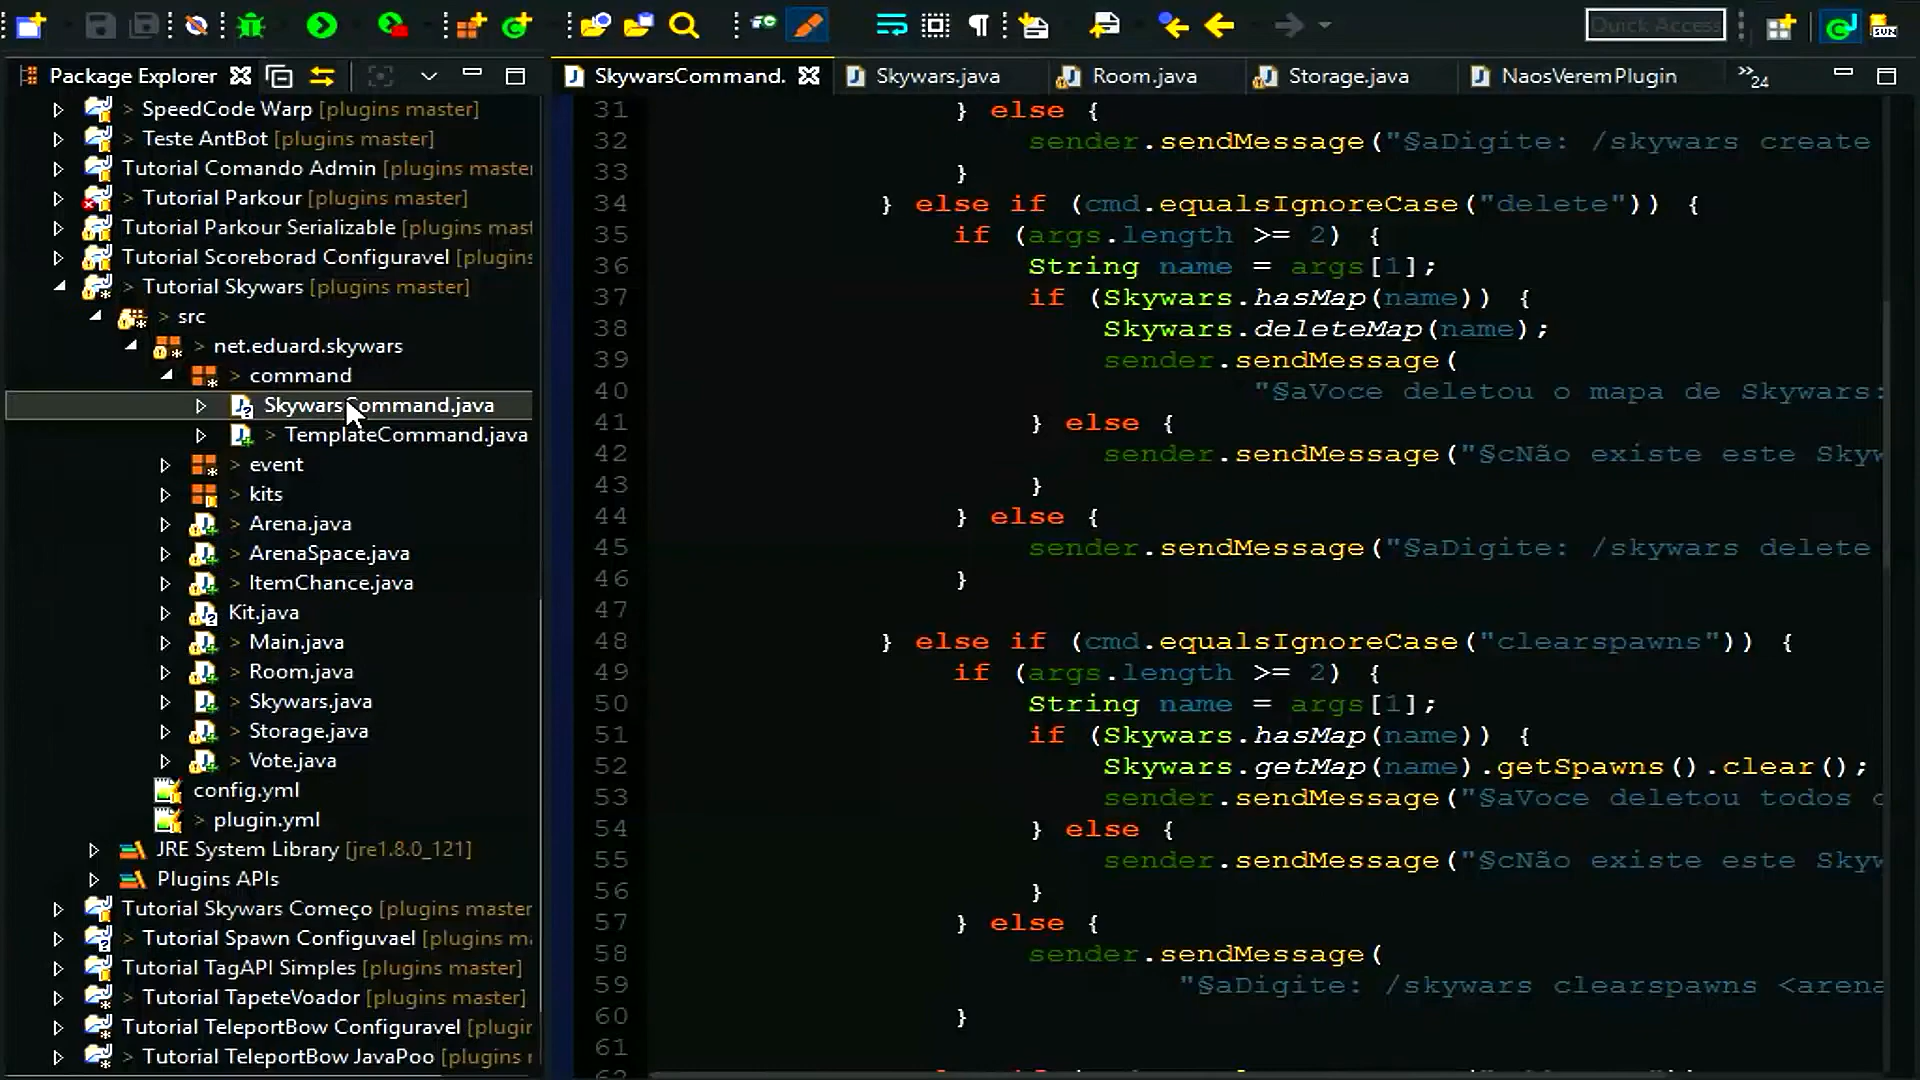 Quick Access
Package Explorer
SkywarsCommand.
Skywars.java
Room.java
Storage.java
NaosVeremPlugin
24
> SpeedCode Warp [plugins master]
> Teste AntBot [plugins master]
Tutorial Comando Admin [plugins master
> Tutorial Parkour [plugins master]
Tutorial Parkour Serializable [plugins mast
Tutorial Scoreborad Configuravel [plugins
> Tutorial Skywars [plugins master]
> src
> net.eduard.skywars
> command
SkywarsCommand.java
> TemplateCommand.java
> event
> kits
> Arena.java
> ArenaSpace.java
> ItemChance.java
Kit.java
> Main.java
> Room.java
> Skywars.java
> Storage.java
> Vote.java
config.yml
> plugin.yml
JRE System Library [jre1.8.0_121]
Plugins APIs
Tutorial Skywars Começo [plugins master
> Tutorial Spawn Configuvael [plugins ma
Tutorial TagAPI Simples [plugins master]
> Tutorial TapeteVoador [plugins master]
Tutorial TeleportBow Configuravel [plugin
> Tutorial TeleportBow JavaPoo [plugins
31 } else {
32 sender.sendMessage("§aDigite: /skywars create
33 }
34 } else if (cmd.equalsIgnoreCase("delete")) {
35 if (args.length >= 2) {
36 String name = args[1];
37 if (Skywars.hasMap(name)) {
38 Skywars.deleteMap(name);
39 sender.sendMessage(
40 "§aVoce deletou o mapa de Skywars:
41 } else {
42 sender.sendMessage("§cNão existe este Skyw
43 }
44 } else {
45 sender.sendMessage("§aDigite: /skywars delete
46 }
47
48 } else if (cmd.equalsIgnoreCase("clearspawns")) {
49 if (args.length >= 2) {
50 String name = args[1];
51 if (Skywars.hasMap(name)) {
52 Skywars.getMap(name).getSpawns().clear();
53 sender.sendMessage("§aVoce deletou todos
54 } else {
55 sender.sendMessage("§cNão existe este Skyw
56 }
57 } else {
58 sender.sendMessage(
59 "§aDigite: /skywars clearspawns <arena
60 }
61